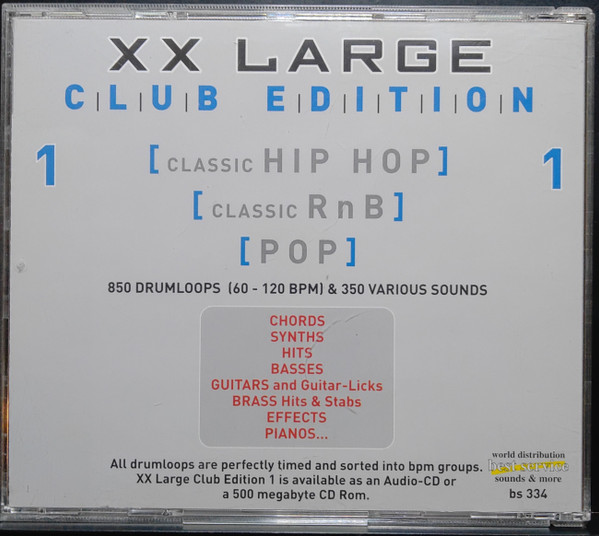 XX LARGE
C|L|U|B E|D|I|T|I|O|N
1 1
[CLASSIC HIP HOP]
[CLASSIC RnB]
[POP]
850 DRUMLOOPS (60 - 120 BPM) & 350 VARIOUS SOUNDS
CHORDS
SYNTHS
HITS
BASSES
GUITARS and Guitar-Licks
BRASS Hits & Stabs
EFFECTS
PIANOS...
All drumloops are perfectly timed and sorted into bpm groups.
XX Large Club Edition 1 is available as an Audio-CD or
a 500 megabyte CD Rom.
world distribution
best service
sounds & more
bs 334